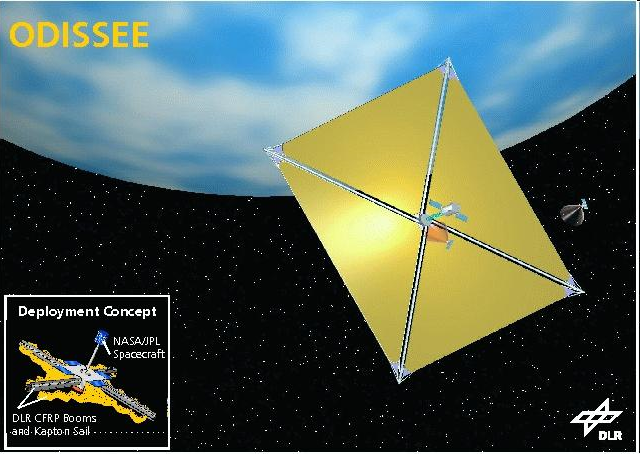 ODISSEE
Deployment Concept
NASA/JPL
Spacecraft
DLR CFRP Booms
and Kapton Sail
DLR